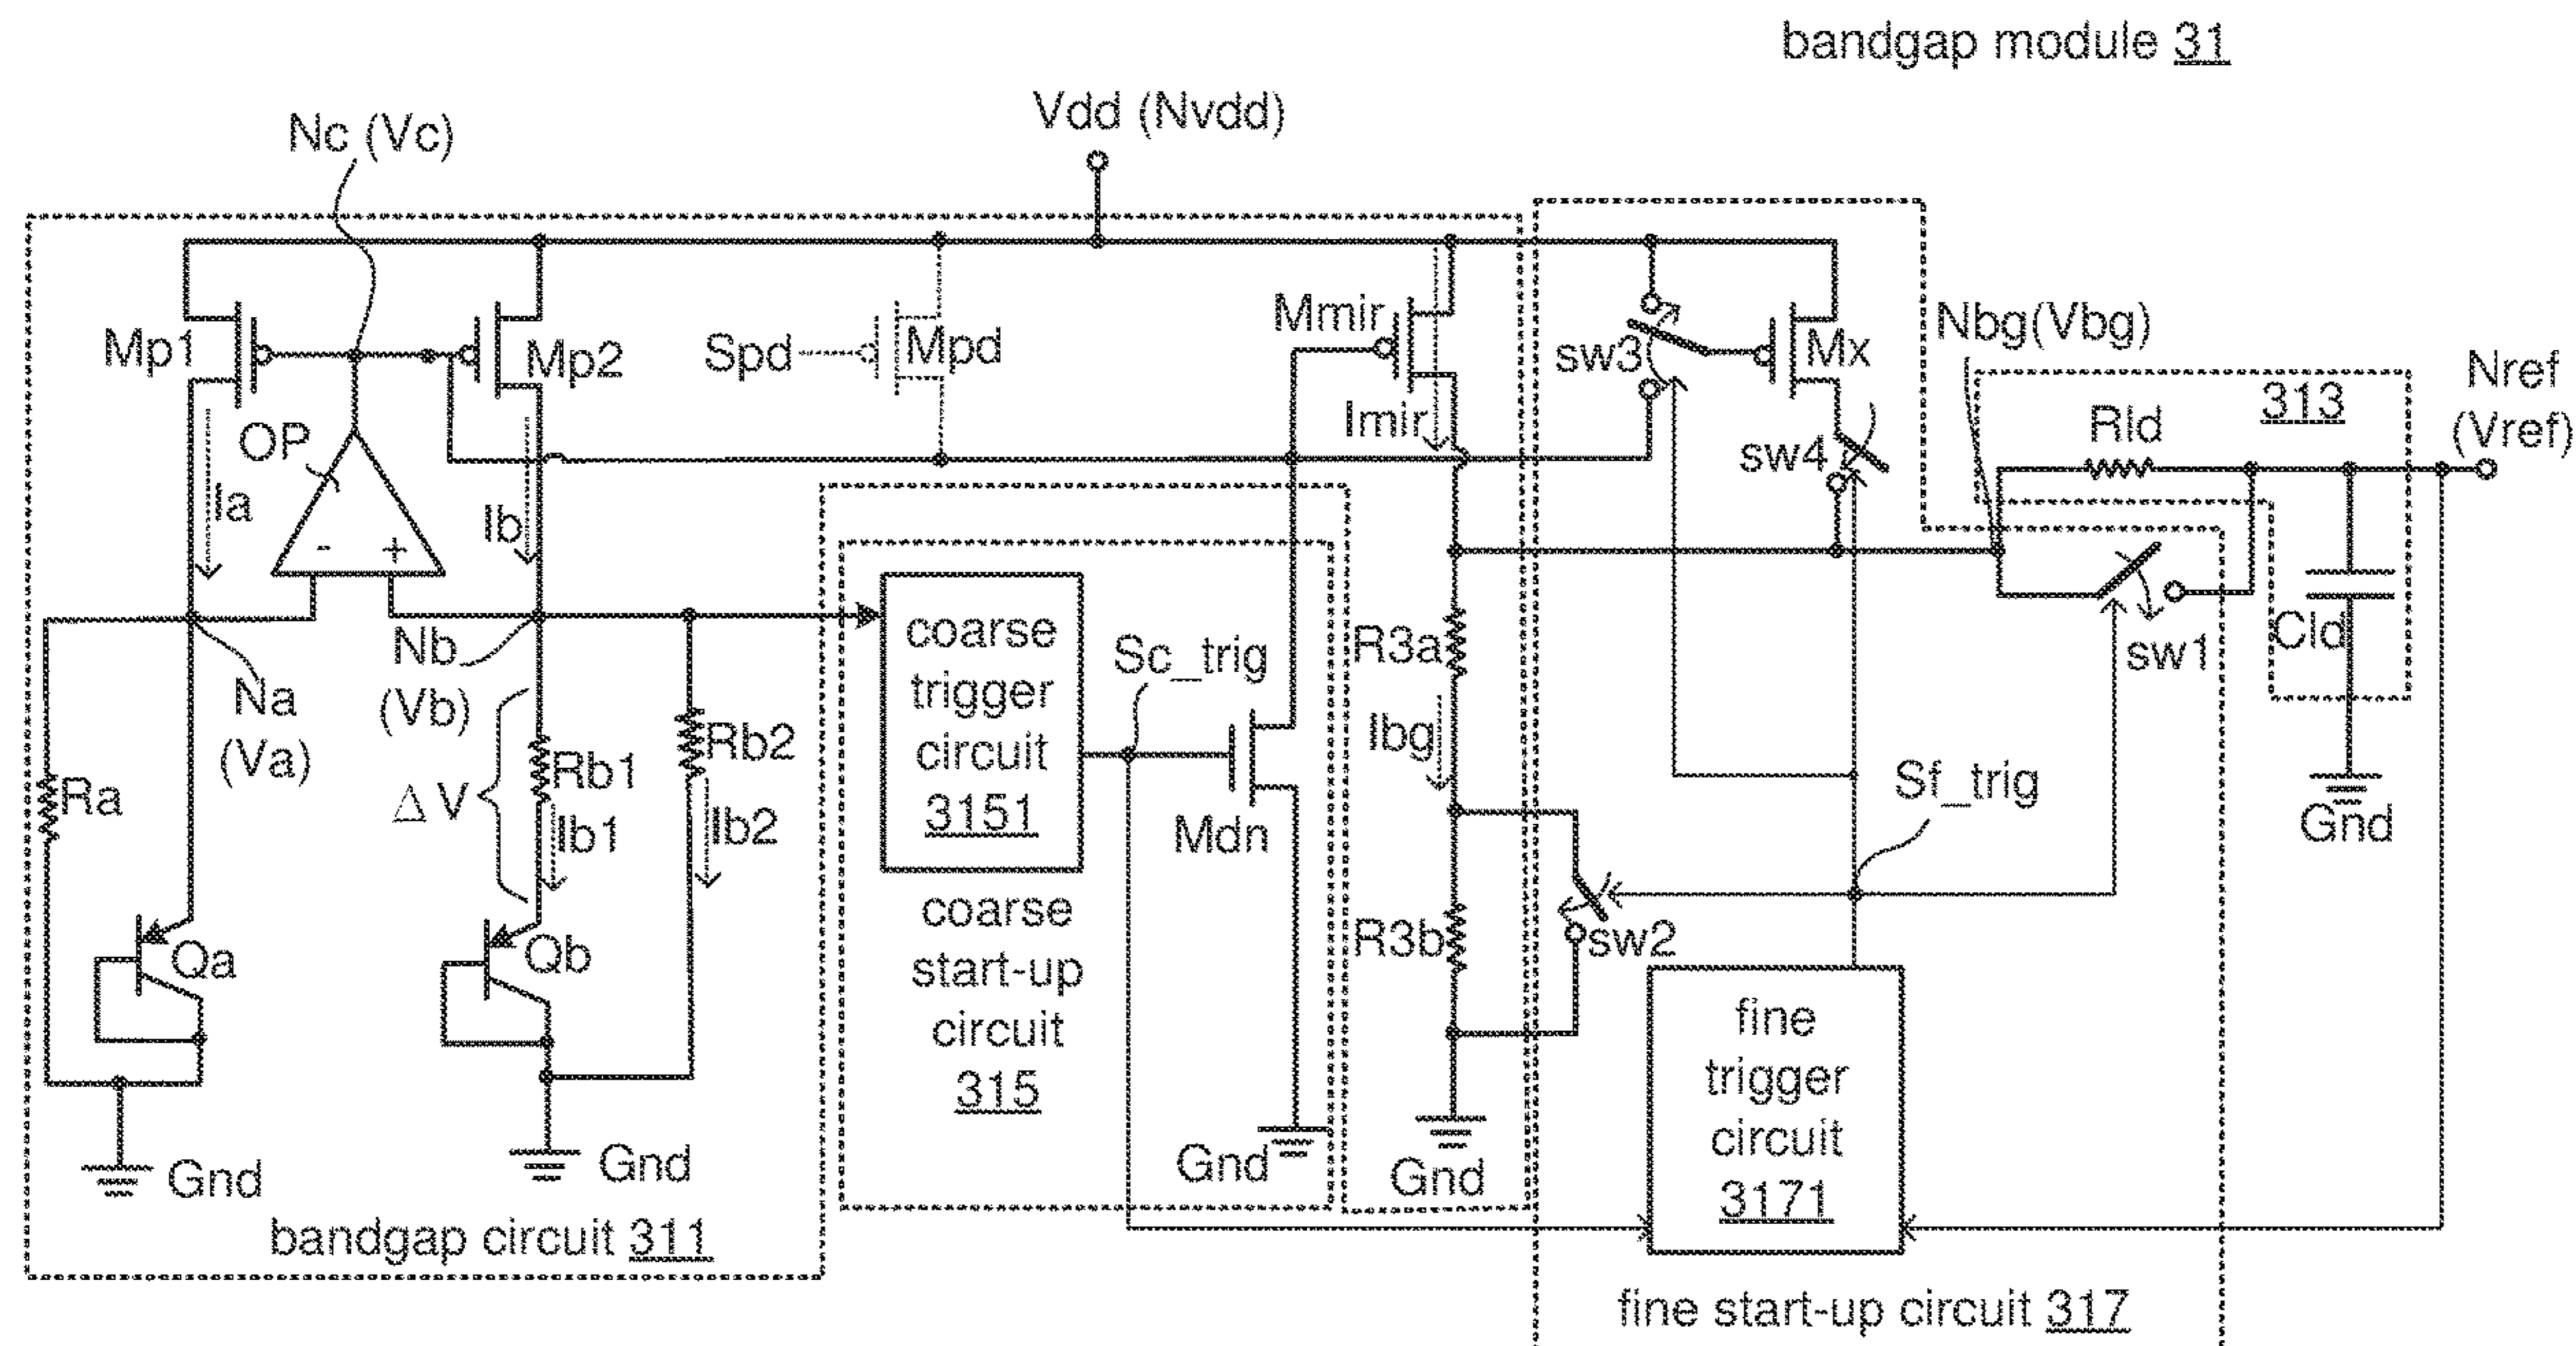 bandgap module 31
Vdd (Nvdd)
Nc (Vc)
Mp1
Mp2
Spd
Mpd
Mmir
Imir
sw3
Mx
sw4
Nbg(Vbg)
313
Rld
Nref
(Vref)
OP
Ia
Ib
-
+
Na
(Va)
Nb
(Vb)
Ra
ΔV
Rb1
Ib1
Rb2
Ib2
Qa
Qb
Gnd
Gnd
bandgap circuit 311
coarse
trigger
circuit
3151
coarse
start-up
circuit
315
Sc_trig
Mdn
Gnd
R3a
Ibg
R3b
Gnd
sw2
Sf_trig
sw1
Cld
Gnd
fine
trigger
circuit
3171
fine start-up circuit 317